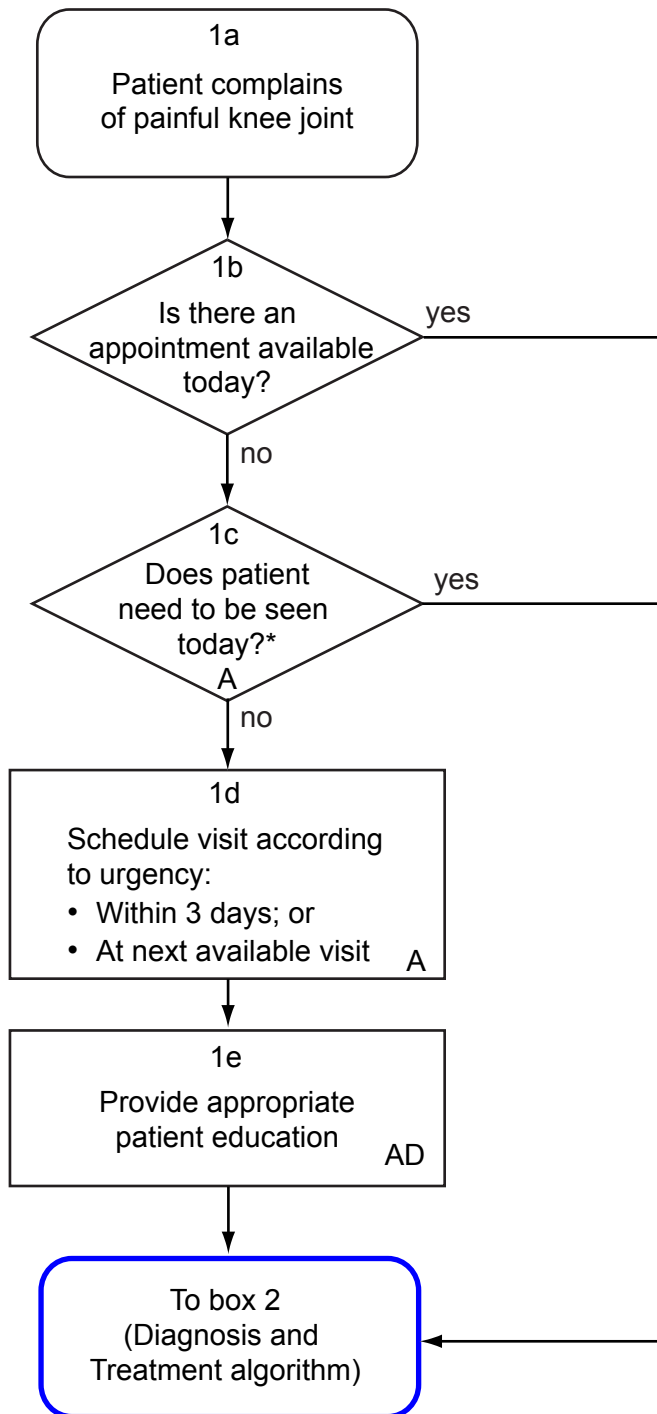 1a
Patient complains
of painful knee joint
1b
Is there an
appointment available
today?
yes
no
1c
Does patient
need to be seen
today?*
A
yes
no
1d
Schedule visit according
to urgency:
• Within 3 days; or
• At next available visit
A
1e
Provide appropriate
patient education
AD
To box 2
(Diagnosis and
Treatment algorithm)